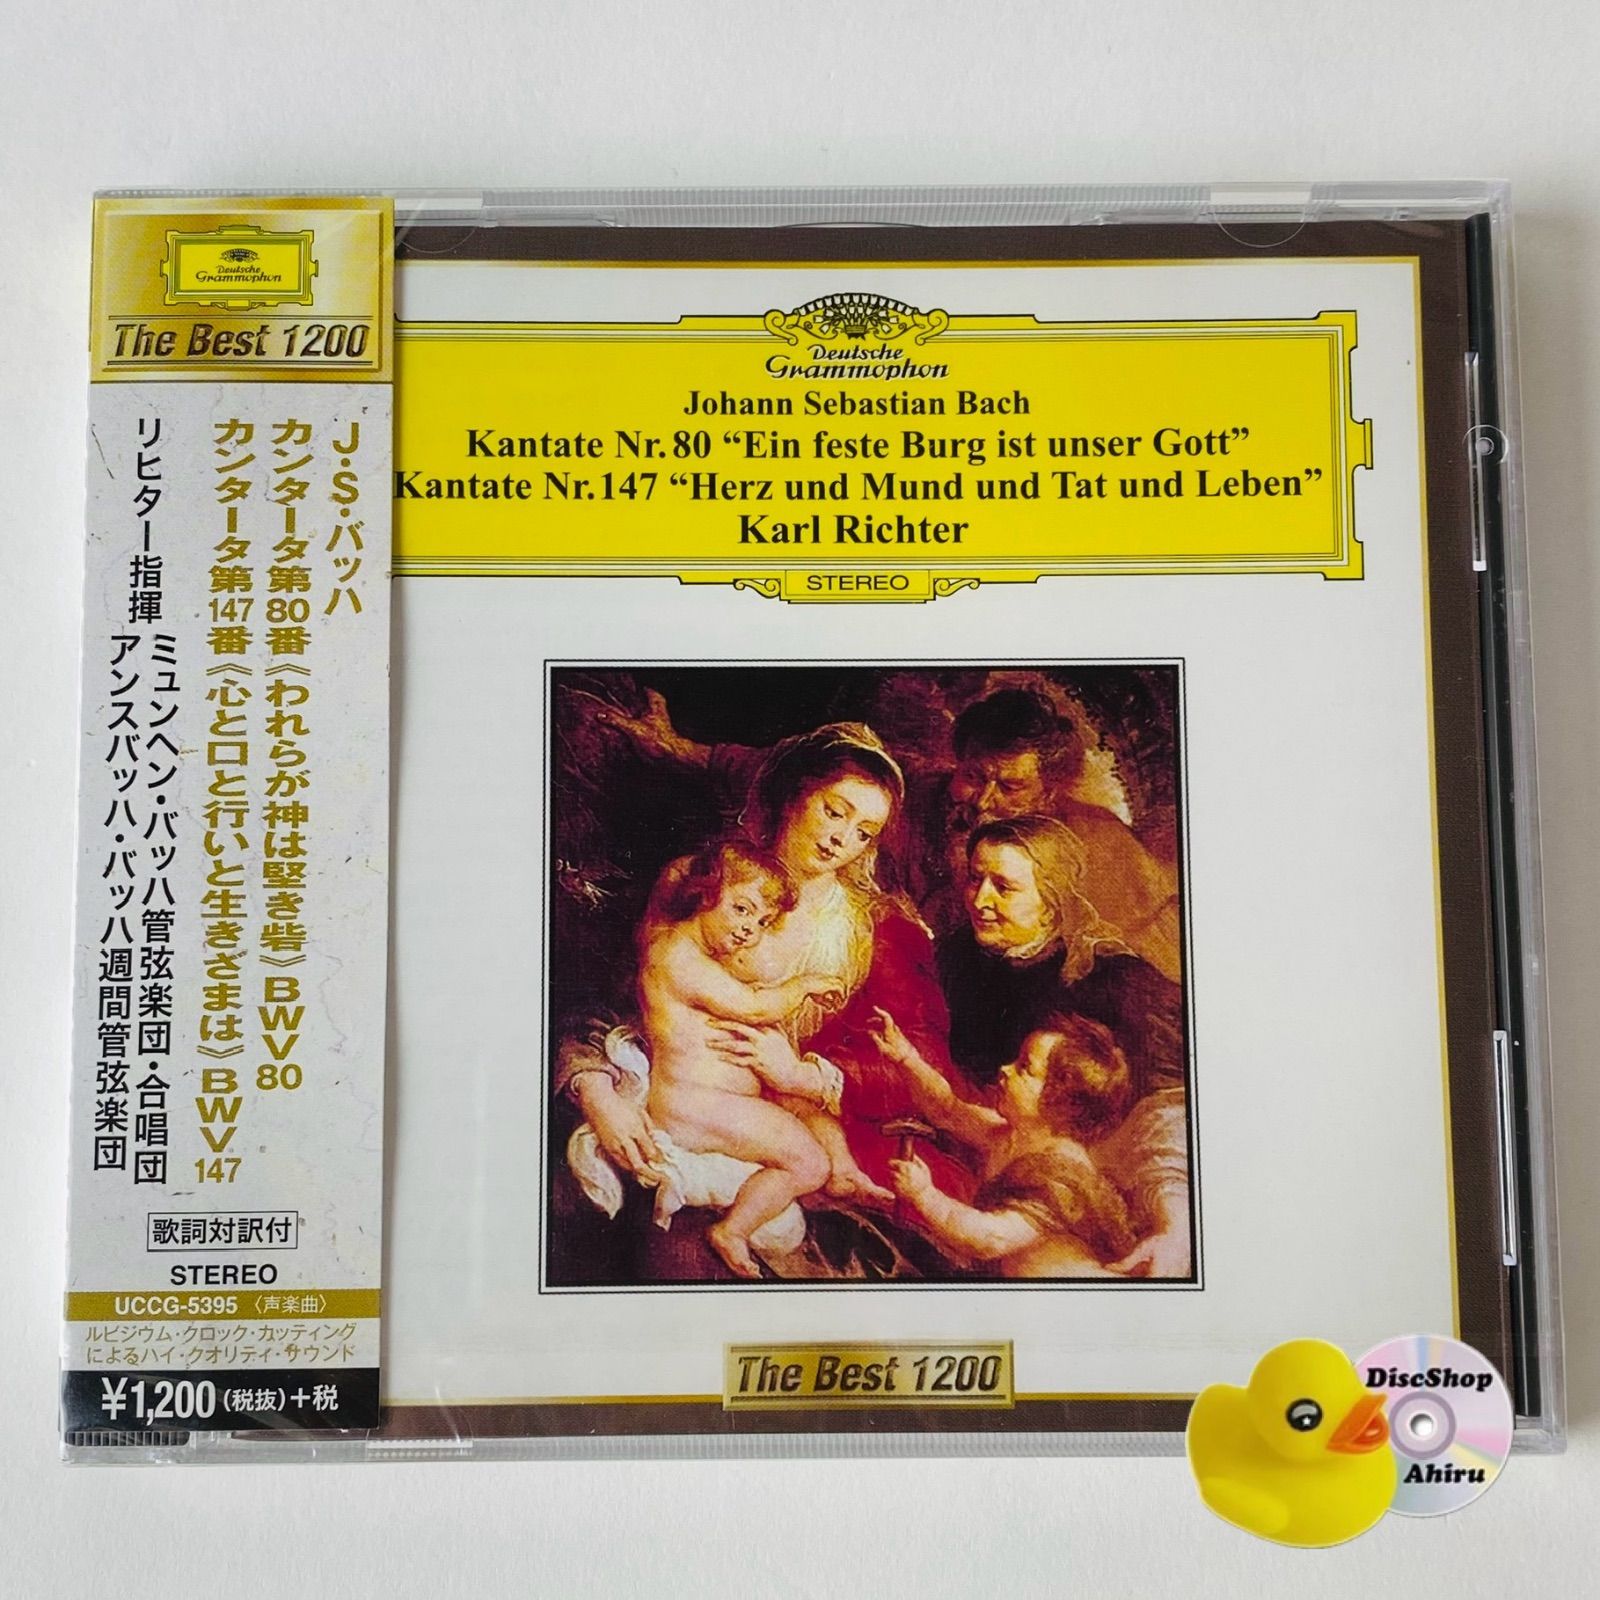 Deutsche
Grammophon
The Best 1200
J・S・バッハ
カンタータ第80番《われらが神は堅き砦》BWV80
カンタータ第147番《心と口と行いと生きざまは》BWV147
リヒター指揮
ミュンヘン・バッハ管弦楽団・合唱団
アンスバッハ・バッハ週間管弦楽団
歌詞対訳付
STEREO
UCCG-5395 〈声楽曲〉
ルビジウム・クロック・カッティング
によるハイ・クオリティ・サウンド
¥1,200(税抜)+税
Deutsche
Grammophon
Johann Sebastian Bach
Kantate Nr. 80 “Ein feste Burg ist unser Gott”
Kantate Nr. 147 “Herz und Mund und Tat und Leben”
Karl Richter
STEREO
The Best 1200
DiscShop
Ahiru